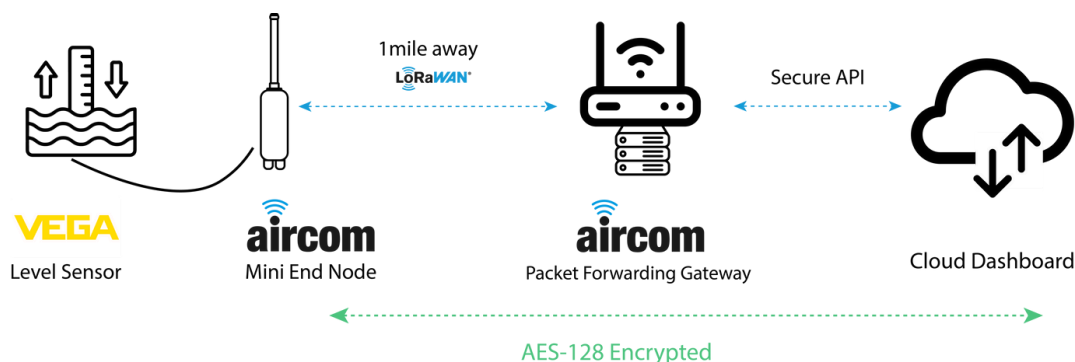 1mile away
LoRaWAN®
Secure API
VEGA
Level Sensor
aircom
Mini End Node
aircom
Packet Forwarding Gateway
Cloud Dashboard
AES-128 Encrypted